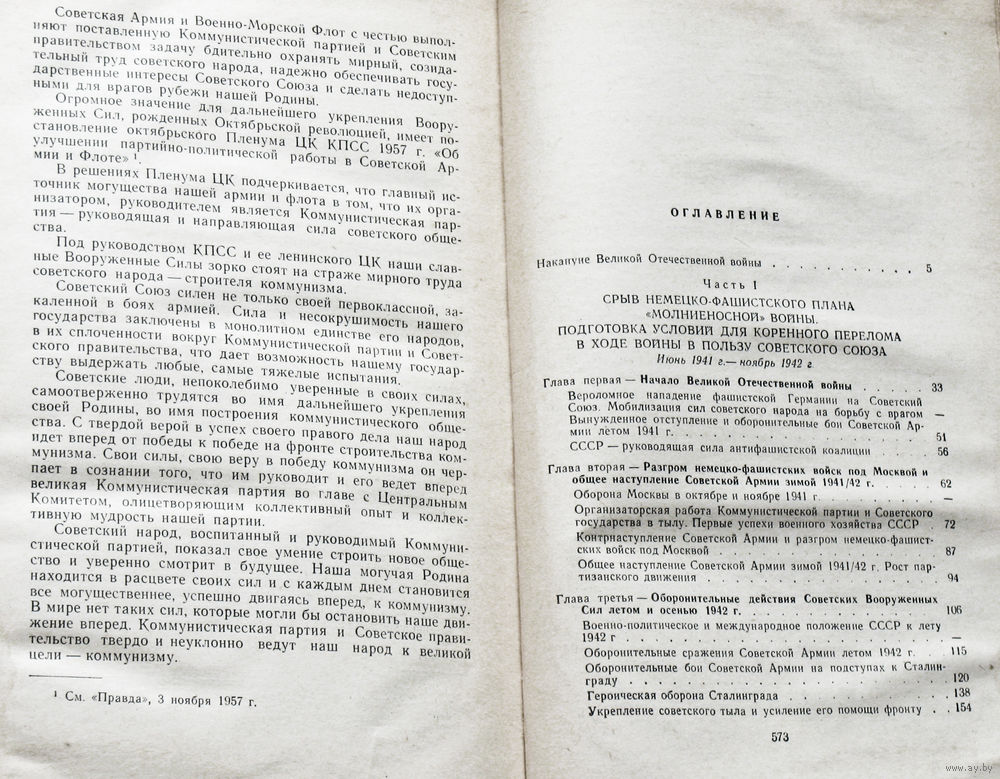 Советская Армия и Военно-Морской Флот с честью выпол-
няют поставленную Коммунистической партией и Советским
правительством задачу бдительно охранять мирный, созида-
тельный труд советского народа, надежно обеспечивать госу-
дарственные интересы Советского Союза и сделать недоступ-
ными для врагов рубежи нашей Родины.
Огромное значение для дальнейшего укрепления Воору-
женных Сил, рожденных Октябрьской революцией, имеет по-
становление октябрьского Пленума ЦК КПСС 1957 г. «Об
улучшении партийно-политической работы в Советской Ар-
мии и Флоте» ¹.
В решениях Пленума ЦК подчеркивается, что главный ис-
точник могущества нашей армии и флота в том, что их орга-
низатором, руководителем является Коммунистическая пар-
тия — руководящая и направляющая сила советского обще-
ства.
Под руководством КПСС и ее ленинского ЦК наши слав-
ные Вооруженные Силы зорко стоят на страже мирного труда
советского народа — строителя коммунизма.
Советский Союз силен не только своей первоклассной, за-
каленной в боях армией. Сила и несокрушимость нашего
государства заключены в монолитном единстве его народов,
в их сплоченности вокруг Коммунистической партии и Совет-
ского правительства, что дает возможность нашему государ-
ству выдержать любые, самые тяжелые испытания.
Советские люди, непоколебимо уверенные в своих силах,
самоотверженно трудятся во имя дальнейшего укрепления
своей Родины, во имя построения коммунистического обще-
ства. С твердой верой в успех своего правого дела наш народ
идет вперед от победы к победе на фронте строительства ком-
мунизма. Свои силы, свою веру в победу коммунизма он чер-
пает в сознании того, что им руководит и его ведет вперед
великая Коммунистическая партия во главе с Центральным
Комитетом, олицетворяющим коллективный опыт и коллек-
тивную мудрость нашей партии.
Советский народ, воспитанный и руководимый Коммуни-
стической партией, показал свое умение строить новое обще-
ство и уверенно смотрит в будущее. Наша могучая Родина
находится в расцвете своих сил и с каждым днем становится
все могущественнее, успешно двигаясь вперед, к коммунизму.
В мире нет таких сил, которые могли бы остановить наше дви-
жение вперед. Коммунистическая партия и Советское прави-
тельство твердо и неуклонно ведут наш народ к великой
цели — коммунизму.
¹ См. «Правда», 3 ноября 1957 г.
ОГЛАВЛЕНИЕ
Накануне Великой Отечественной войны . . . . . . . . . . . 5
Часть I
СРЫВ НЕМЕЦКО-ФАШИСТСКОГО ПЛАНА
«МОЛНИЕНОСНОЙ» ВОЙНЫ.
ПОДГОТОВКА УСЛОВИЙ ДЛЯ КОРЕННОГО ПЕРЕЛОМА
В ХОДЕ ВОЙНЫ В ПОЛЬЗУ СОВЕТСКОГО СОЮЗА
Июнь 1941 г.— ноябрь 1942 г
Глава первая — Начало Великой Отечественной войны . . . . . 33
Вероломное нападение фашистской Германии на Советский
Союз. Мобилизация сил советского народа на борьбу с врагом —
Вынужденное отступление и оборонительные бои Советской Ар-
мии летом 1941 г. . . . . . . . . . . . . . . . 51
СССР — руководящая сила антифашистской коалиции . . . . 56
Глава вторая — Разгром немецко-фашистских войск под Москвой и
общее наступление Советской Армии зимой 1941/42 г. . . . . 62
Оборона Москвы в октябре и ноябре 1941 г. . . . . . . . —
Организаторская работа Коммунистической партии и Советского
государства в тылу. Первые успехи военного хозяйства СССР . 72
Контрнаступление Советской Армии и разгром немецко-фашист-
ских войск под Москвой . . . . . . . . . . . . . 87
Общее наступление Советской Армии зимой 1941/42 г. Рост пар-
тизанского движения . . . . . . . . . . . . . . 94
Глава третья — Оборонительные действия Советских Вооруженных
Сил летом и осенью 1942 г. . . . . . . . . . . . . 106
Военно-политическое и международное положение СССР к лету
1942 г . . . . . . . . . . . . . . . . . . . —
Оборонительные сражения Советской Армии летом 1942 г. . . 115
Оборонительные бои Советской Армии на подступах к Сталин-
граду . . . . . . . . . . . . . . . . . . . 120
Героическая оборона Сталинграда . . . . . . . . . . 138
Укрепление советского тыла и усиление его помощи фронту . . 154
573
www.ay.by